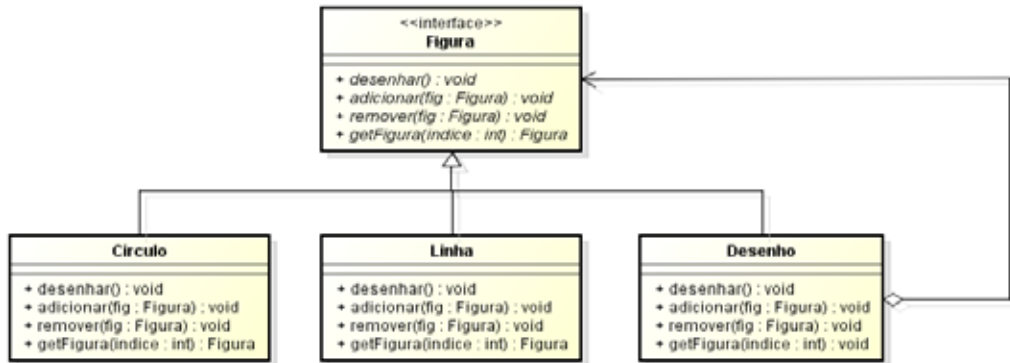 <<interface>>
Figura
+ desenhar() : void
+ adicionar(fig : Figura) : void
+ remover(fig : Figura) : void
+ getFigura(indice : int) : Figura
Circulo
+ desenhar() : void
+ adicionar(fig : Figura) : void
+ remover(fig : Figura) : void
+ getFigura(indice : int) : Figura
Linha
+ desenhar() : void
+ adicionar(fig : Figura) : void
+ remover(fig : Figura) : void
+ getFigura(indice : int) : Figura
Desenho
+ desenhar() : void
+ adicionar(fig : Figura) : void
+ remover(fig : Figura) : void
+ getFigura(indice : int) : void